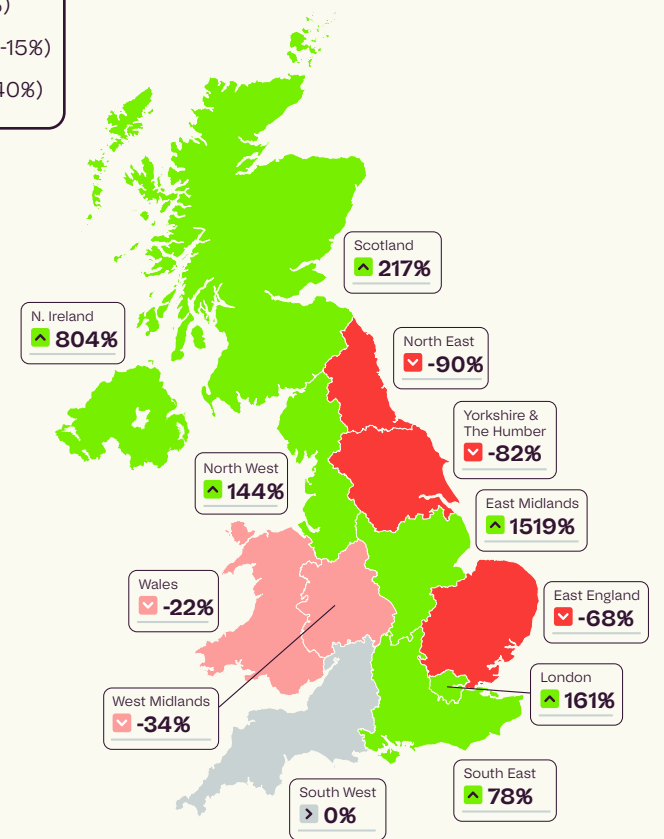 %)
-15%)
40%)
Scotland
217%
N. Ireland
804%
North East
-90%
Yorkshire &
The Humber
-82%
North West
144%
East Midlands
1519%
Wales
-22%
East England
-68%
London
161%
West Midlands
-34%
South East
78%
South West
0%